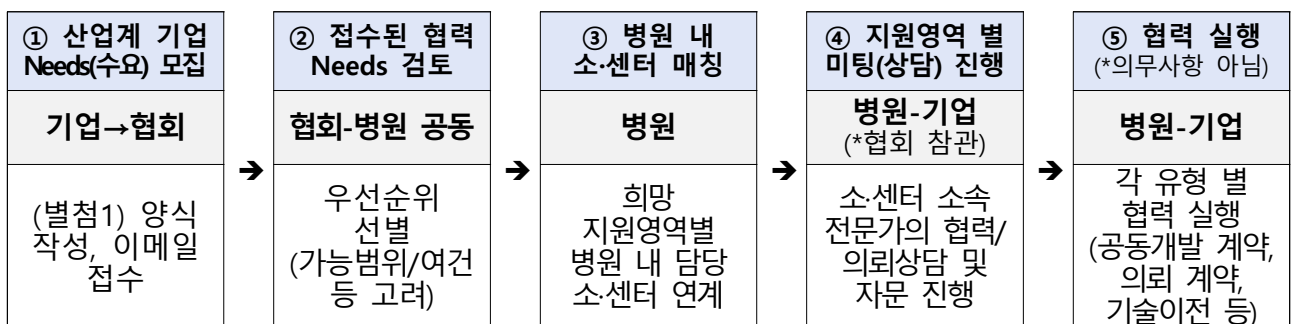 ① 산업계 기업
Needs(수요) 모집
기업→협회
(별첨1) 양식
작성, 이메일
접수
➔
② 접수된 협력
Needs 검토
협회-병원 공동
우선순위
선별
(가능범위/여건
등 고려)
➔
③ 병원 내
소·센터 매칭
병원
희망
지원영역별
병원 내 담당
소·센터 연계
➔
④ 지원영역 별
미팅(상담) 진행
병원-기업
(*협회 참관)
소·센터 소속
전문가의 협력/
의뢰상담 및
자문 진행
➔
⑤ 협력 실행
(*의무사항 아님)
병원-기업
각 유형 별
협력 실행
(공동개발 계약,
의뢰 계약,
기술이전 등)